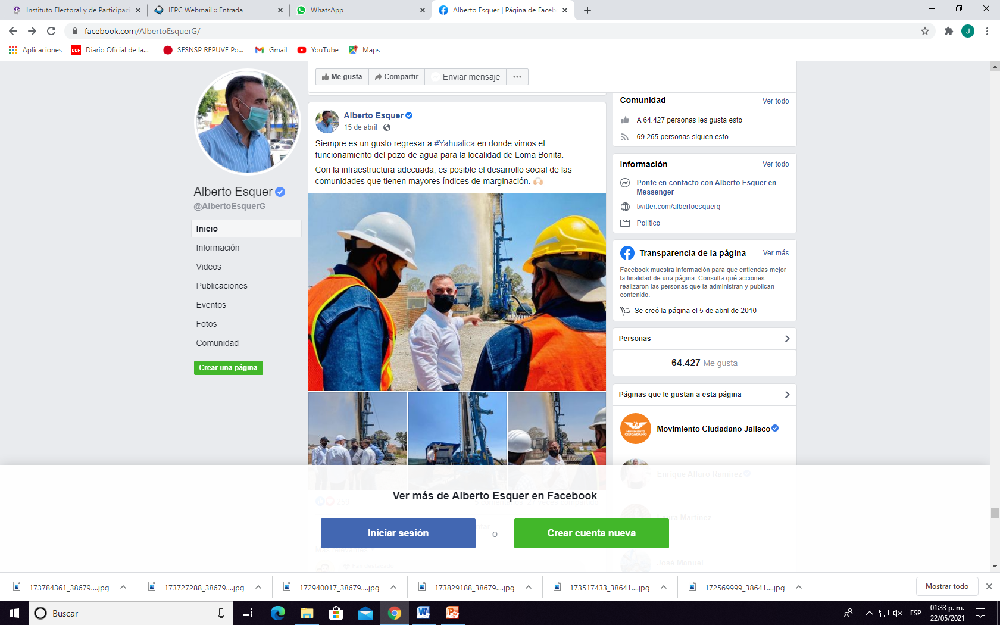 Instituto Electoral y de Participac
IEPC Webmail :: Entrada
WhatsApp
Alberto Esquer | Página de Faceb
facebook.com/AlbertoEsquerG/
J
Aplicaciones
DOF
Diario Oficial de la...
SESNSP REPUVE Po...
Gmail
YouTube
Maps
Me gusta
Compartir
Enviar mensaje
Alberto Esquer
@AlbertoEsquerG
Inicio
Información
Videos
Publicaciones
Eventos
Fotos
Comunidad
Crear una página
Alberto Esquer
15 de abril ·
Siempre es un gusto regresar a #Yahualica en donde vimos el
funcionamiento del pozo de agua para la localidad de Loma Bonita.
Con la infraestructura adecuada, es posible el desarrollo social de las
comunidades que tienen mayores índices de marginación.
259
Comunidad
Ver todo
A 64.427 personas les gusta esto
69.265 personas siguen esto
Información
Ver todo
Ponte en contacto con Alberto Esquer en
Messenger
twitter.com/albertoesquerg
Político
Transparencia de la página
Ver más
Facebook muestra información para que entiendas mejor
la finalidad de una página. Consulta qué acciones
realizaron las personas que la administran y publican
contenido.
Se creó la página el 5 de abril de 2010
Personas
64.427 Me gusta
Páginas que le gustan a esta página
MOVIMIENTO
CIUDADANO
Movimiento Ciudadano Jalisco
Enrique Alfaro Ramírez
Laura Martínez
José Manuel
Ver más de Alberto Esquer en Facebook
Iniciar sesión
o
Crear cuenta nueva
173784361_38679....jpg
173727288_38679....jpg
172940017_38679....jpg
173829188_38679....jpg
173517433_38641....jpg
172569999_38641....jpg
Mostrar todo
Buscar
ESP
01:33 p. m.
22/05/2021